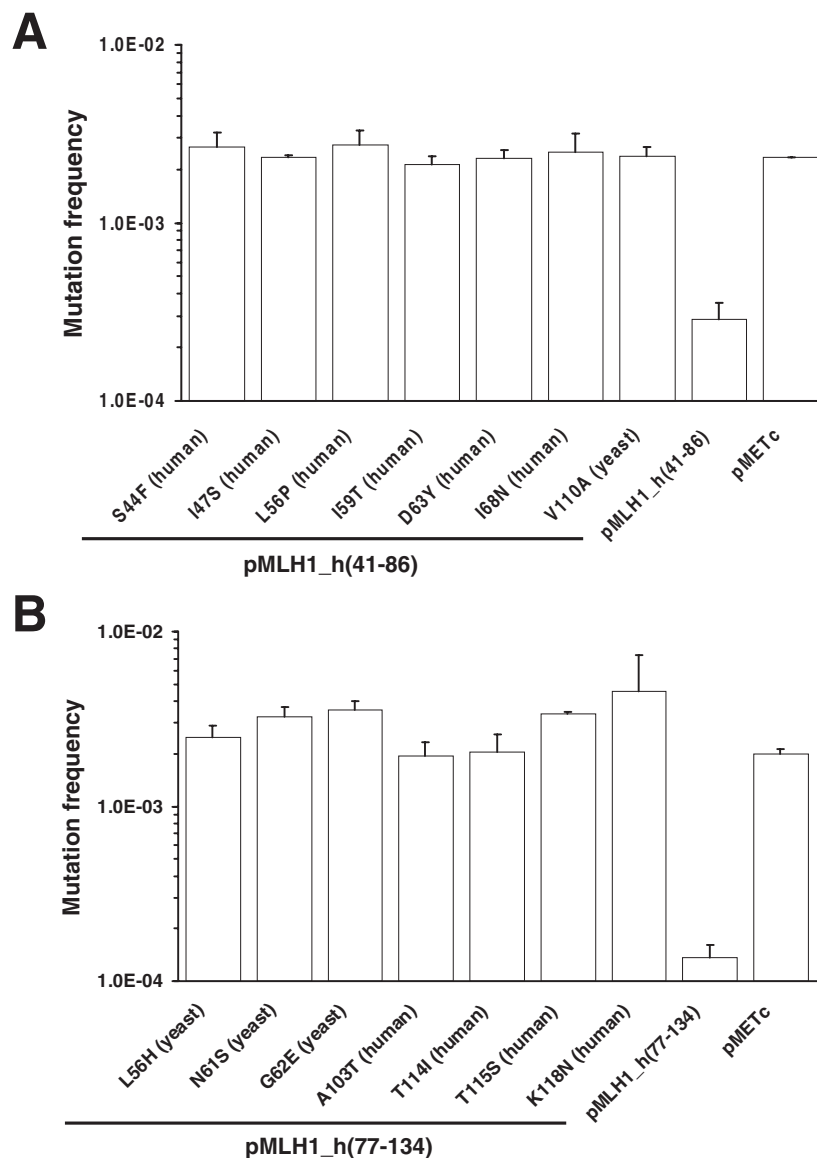 A
1.0E-02
1.0E-03
1.0E-04
Mutation frequency
S44F (human)
I47S (human)
L56P (human)
I59T (human)
D63Y (human)
I68N (human)
V110A (yeast)
pMLH1_h(41-86)
pMETc
pMLH1_h(41-86)
B
1.0E-02
1.0E-03
1.0E-04
Mutation frequency
L56H (yeast)
N61S (yeast)
G62E (yeast)
A103T (human)
T114I (human)
T115S (human)
K118N (human)
pMLH1_h(77-134)
pMETc
pMLH1_h(77-134)